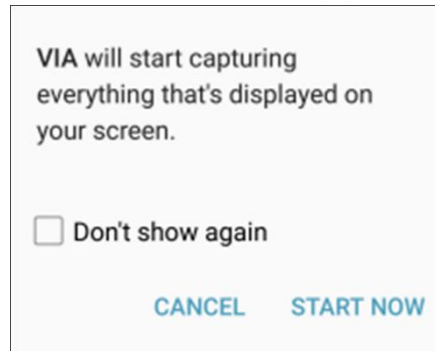 VIA will start capturing
everything that's displayed on
your screen.
Don't show again
CANCEL START NOW